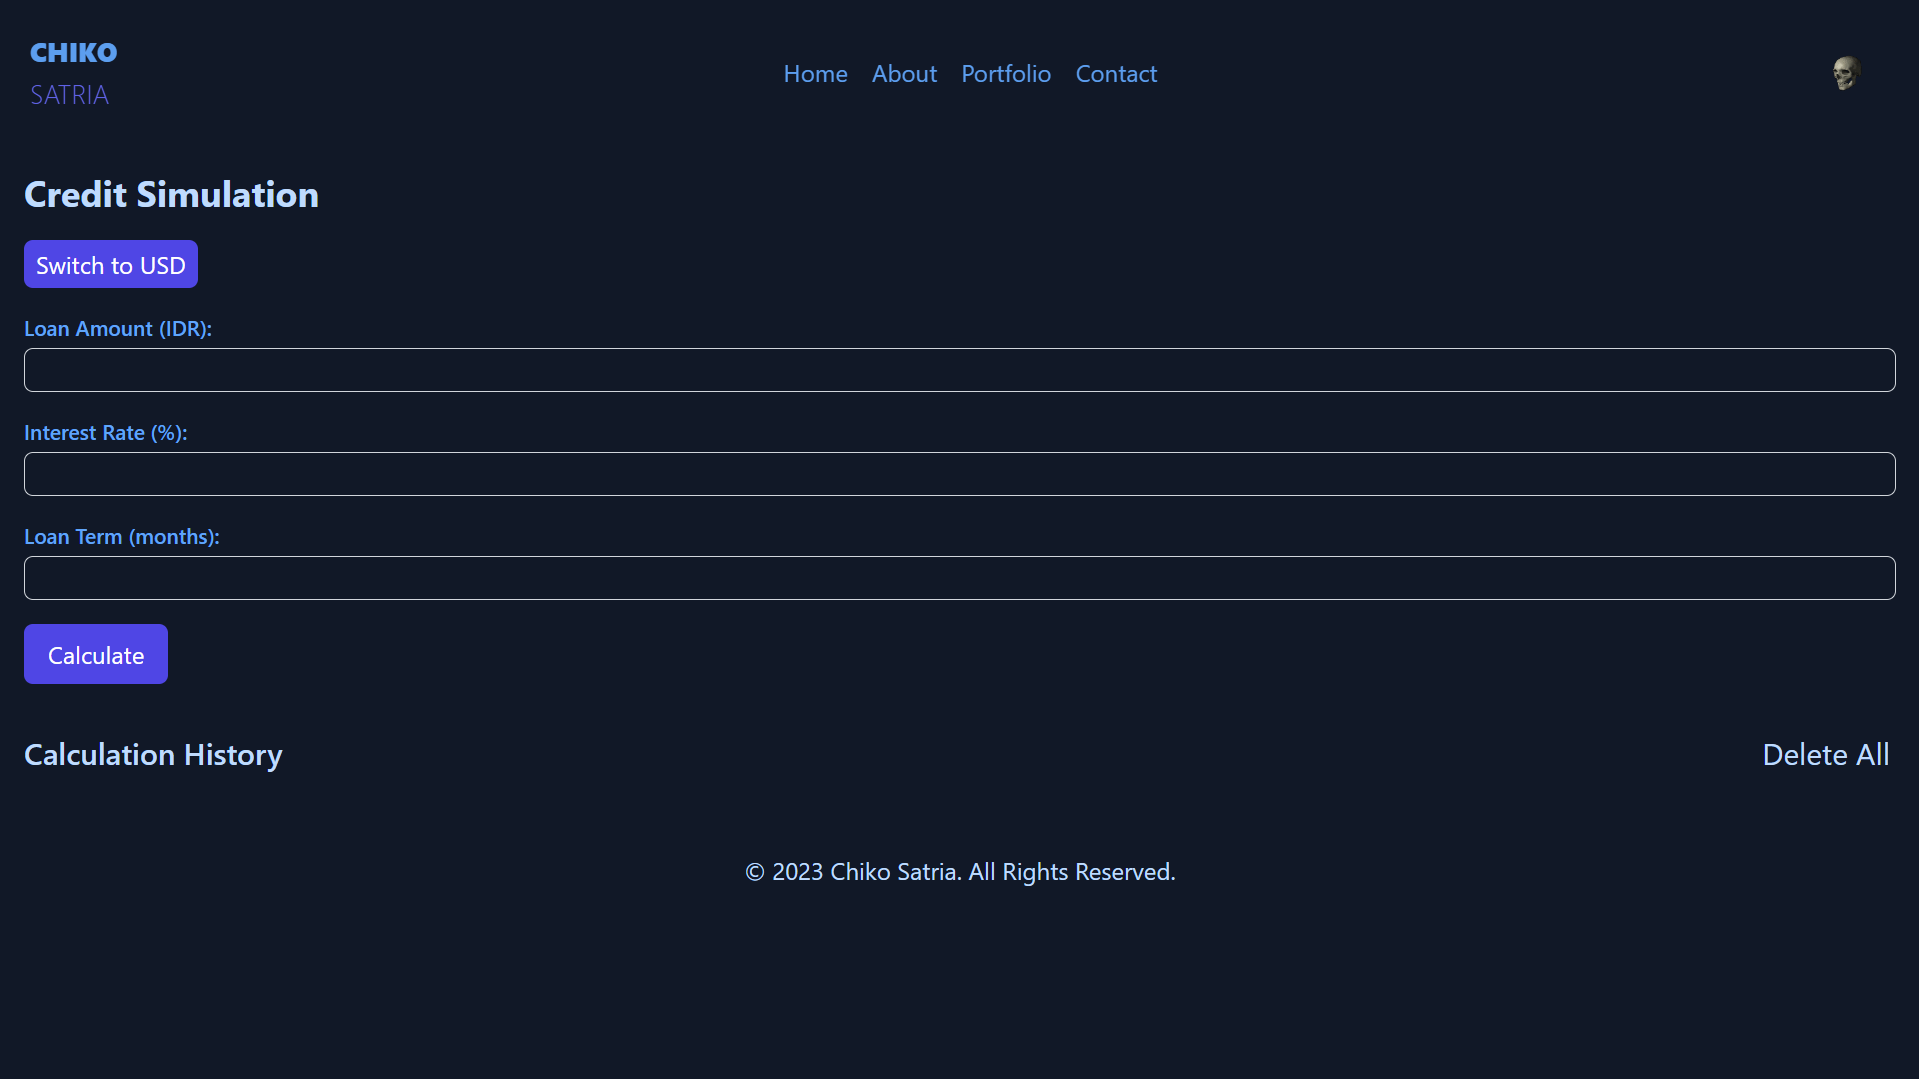 CHIKO
SATRIA
Home About Portfolio Contact
Credit Simulation
Switch to USD
Loan Amount (IDR):
Interest Rate (%):
Loan Term (months):
Calculate
Calculation History Delete All
© 2023 Chiko Satria. All Rights Reserved.